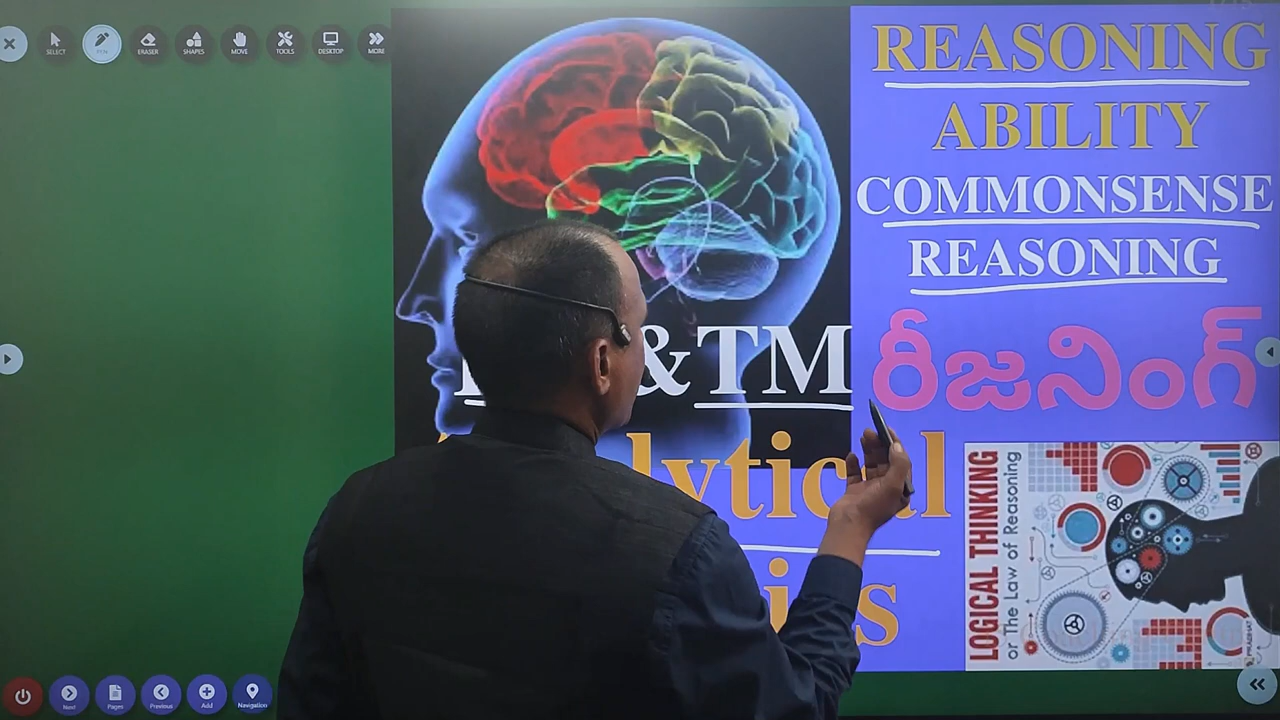 SELECT
PEN
ERASER
SHAPES
MOVE
TOOLS
DESKTOP
MORE
REASONING
ABILITY
COMMONSENSE
REASONING
&TM
రీజనింగ్
LOGICAL THINKING
or The Law of Reasoning
PRABHAT
Next
Pages
Previous
Add
Navigation